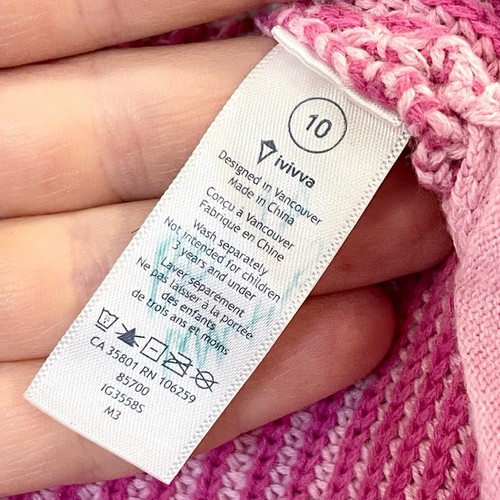 10
ivivva
Designed in Vancouver
Made in China
Conçu a Vancouver
Fabrique en Chine
Wash separately
Not intended for children
3 years and under
Laver séparément
Ne pas laisser à la portée
des enfants
de trois ans et moins
CA 35801 RN 106259
85700
IG3558S
M3